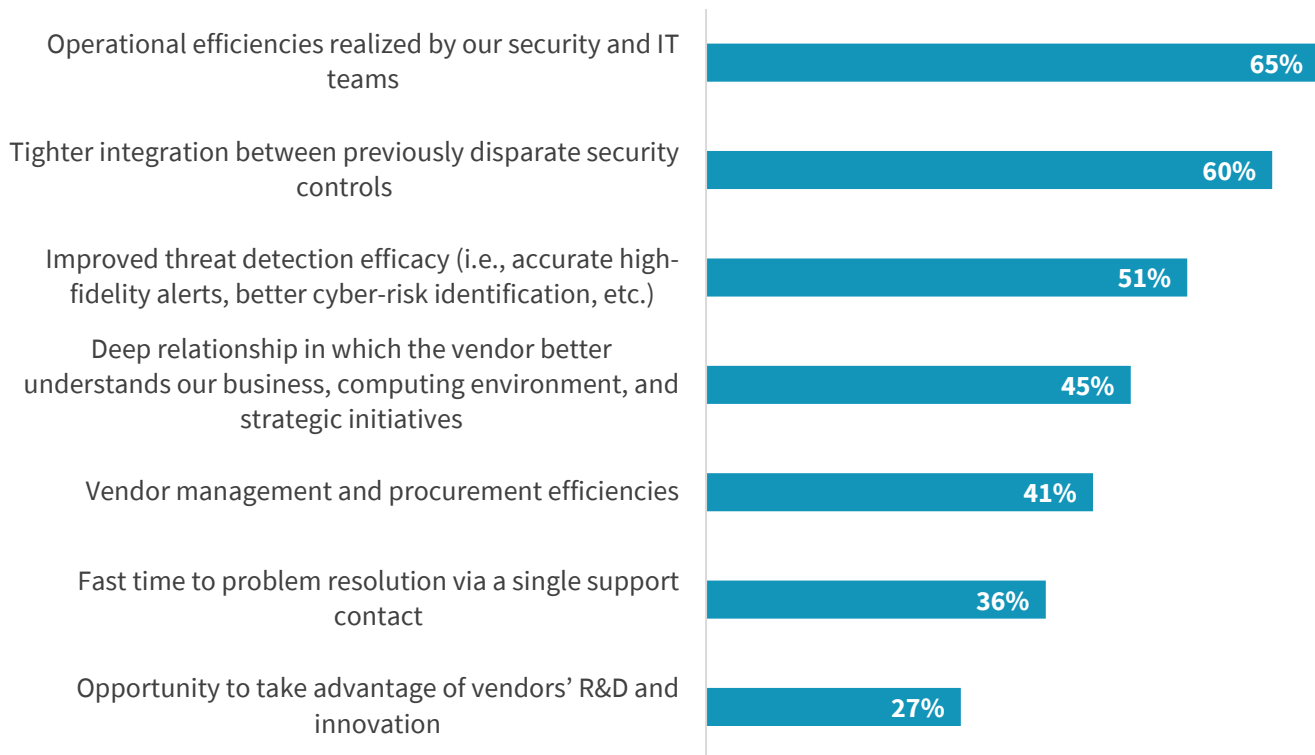 Operational efficiencies realized by our security and IT
teams
65%
Tighter integration between previously disparate security
controls
60%
Improved threat detection efficacy (i.e., accurate high-
fidelity alerts, better cyber-risk identification, etc.)
51%
Deep relationship in which the vendor better
understands our business, computing environment, and
strategic initiatives
45%
Vendor management and procurement efficiencies
41%
Fast time to problem resolution via a single support
contact
36%
Opportunity to take advantage of vendors’ R&D and
innovation
27%